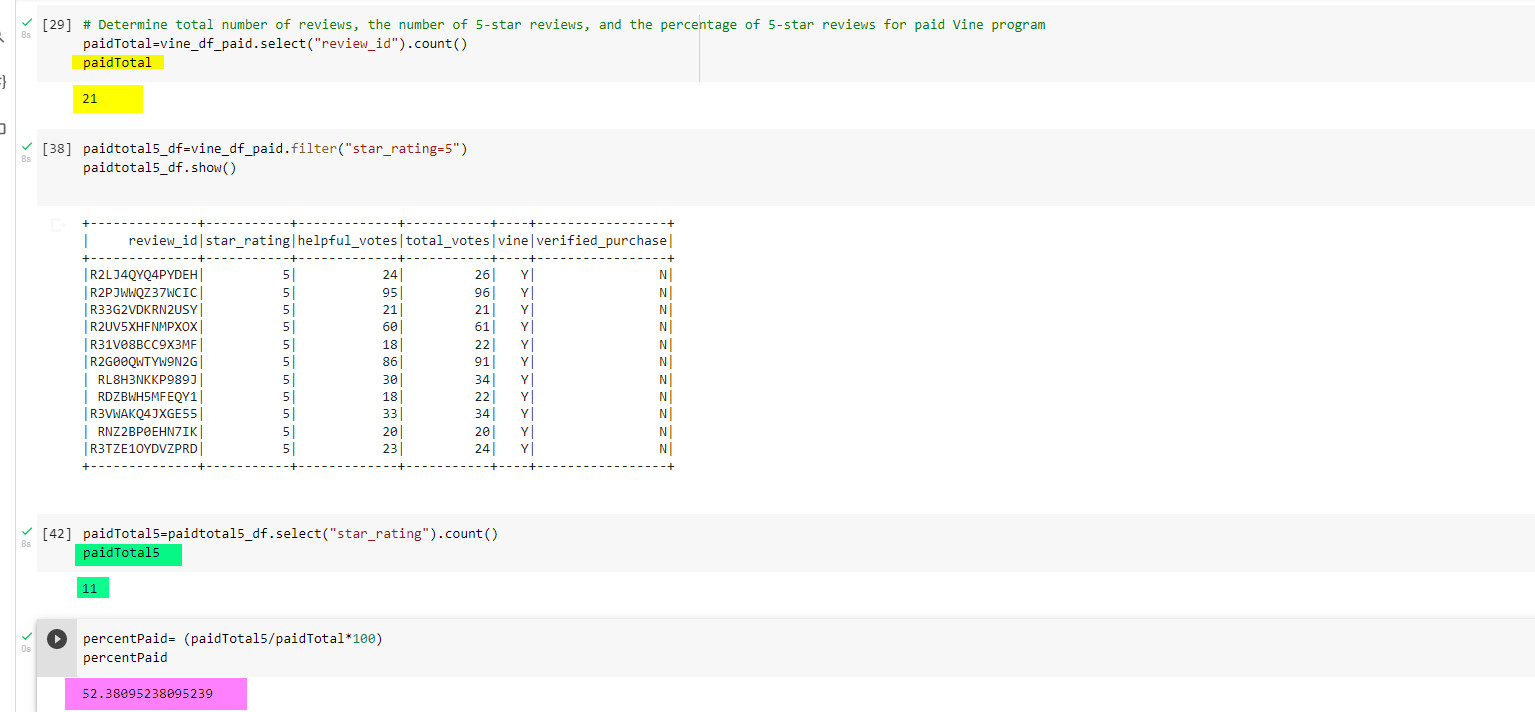 [29] # Determine total number of reviews, the number of 5-star reviews, and the percentage of 5-star reviews for paid Vine program
8s
paidTotal=vine_df_paid.select("review_id").count()
paidTotal
21
[38] paidtotal5_df=vine_df_paid.filter("star_rating=5")
8s
paidtotal5_df.show()
+--------------+-----------+-------------+-----------+----+-----------------+
|     review_id|star_rating|helpful_votes|total_votes|vine|verified_purchase|
+--------------+-----------+-------------+-----------+----+-----------------+
|R2LJ4QYQ4PYDEH|          5|           24|         26|   Y|                N|
|R2PJWWQZ37WCIC|          5|           95|         96|   Y|                N|
|R33G2VDKRN2USY|          5|           21|         21|   Y|                N|
|R2UV5XHFNMPXOX|          5|           60|         61|   Y|                N|
|R31V08BCC9X3MF|          5|           18|         22|   Y|                N|
|R2G00QWTYW9N2G|          5|           86|         91|   Y|                N|
| RL8H3NKKP989J|          5|           30|         34|   Y|                N|
| RDZBWH5MFEQY1|          5|           18|         22|   Y|                N|
|R3VWAKQ4JXGE55|          5|           33|         34|   Y|                N|
| RNZ2BP0EHN7IK|          5|           20|         20|   Y|                N|
|R3TZE1OYDVZPRD|          5|           23|         24|   Y|                N|
+--------------+-----------+-------------+-----------+----+-----------------+
[42] paidTotal5=paidtotal5_df.select("star_rating").count()
8s
paidTotal5
11
percentPaid= (paidTotal5/paidTotal*100)
0s
percentPaid
52.38095238095239